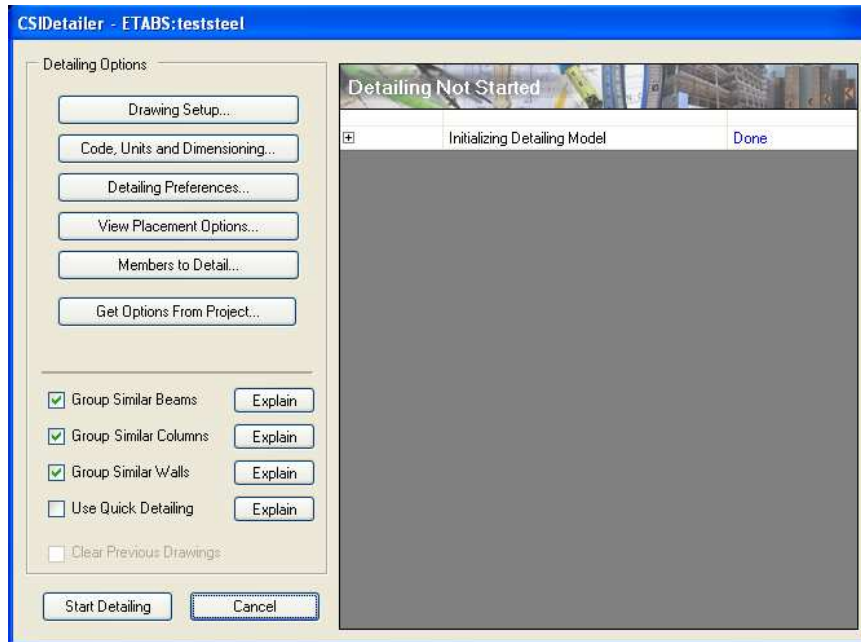 CSIDetailer - ETABS:teststeel
Detailing Options
Drawing Setup...
Code, Units and Dimensioning...
Detailing Preferences...
View Placement Options...
Members to Detail...
Get Options From Project...
Group Similar Beams Explain
Group Similar Columns Explain
Group Similar Walls Explain
Use Quick Detailing Explain
Clear Previous Drawings
Start Detailing Cancel
Detailing Not Started
Initializing Detailing Model Done